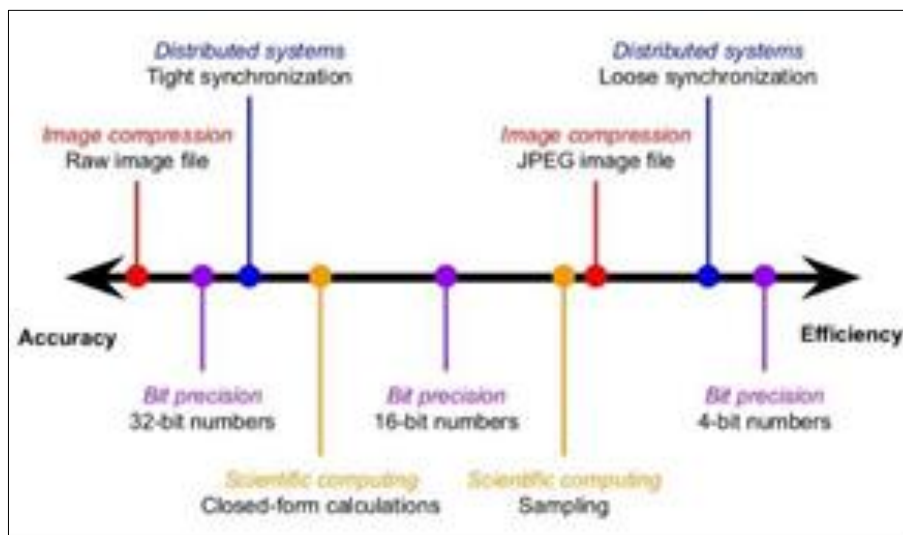 Distributed systems
Tight synchronization
Distributed systems
Loose synchronization
Image compression
Raw image file
Image compression
JPEG image file
Accuracy
Efficiency
Bit precision
32-bit numbers
Bit precision
16-bit numbers
Bit precision
4-bit numbers
Scientific computing
Closed-form calculations
Scientific computing
Sampling